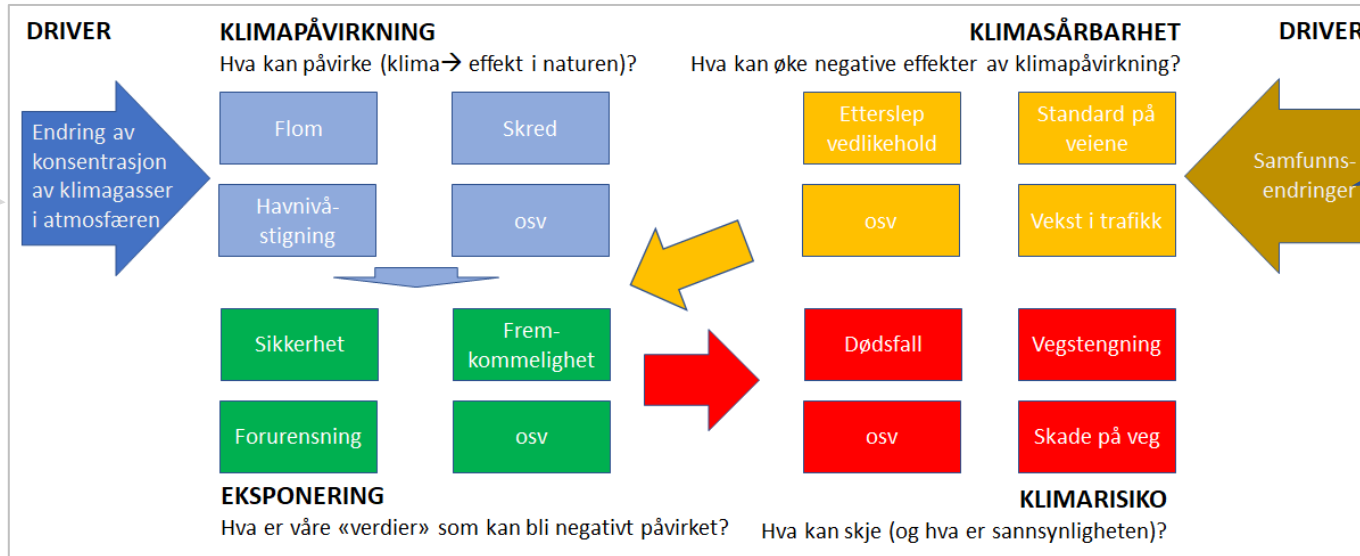 DRIVER
KLIMAPÅVIRKNING
Hva kan påvirke (klima→ effekt i naturen)?
KLIMASÅRBARHET
Hva kan øke negative effekter av klimapåvirkning?
DRIVER
Endring av
konsentrasjon
av klimagasser
i atmosfæren
Flom
Skred
Havnivå-
stigning
osv
Etterslep
vedlikehold
Standard på
veiene
osv
Vekst i trafikk
Samfunns-
endringer
Sikkerhet
Frem-
kommelighet
Forurensning
osv
Dødsfall
Vegstengning
osv
Skade på veg
EKSPONERING
Hva er våre «verdier» som kan bli negativt påvirket?
KLIMARISIKO
Hva kan skje (og hva er sannsynligheten)?